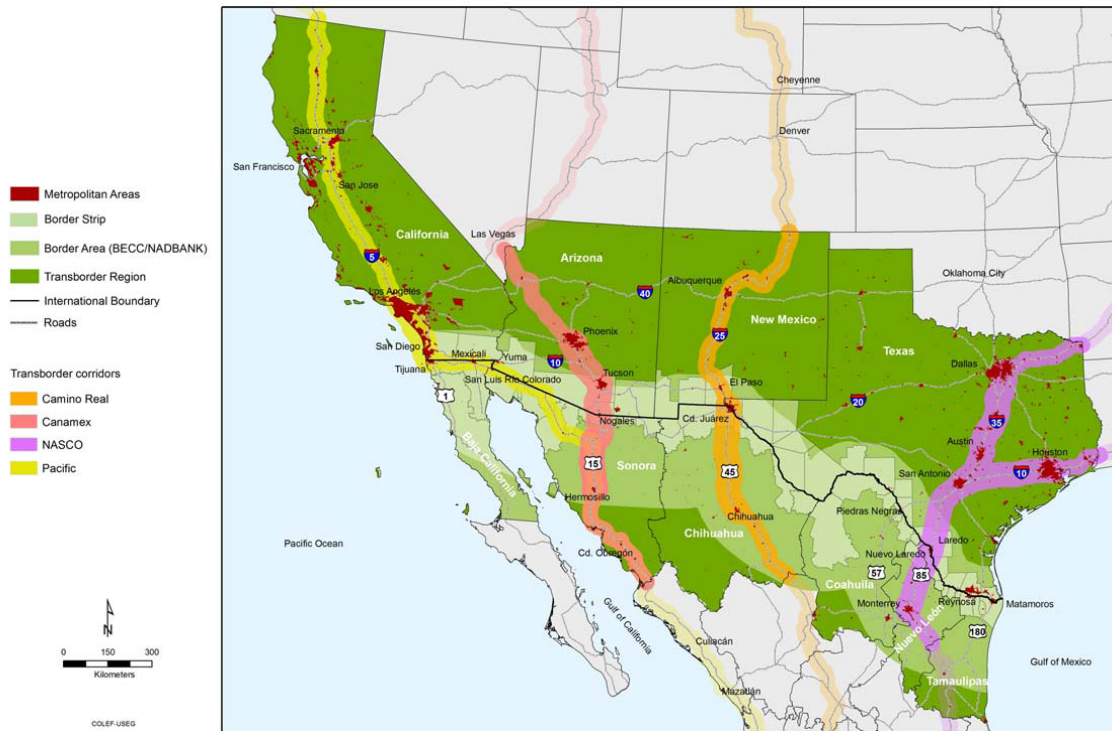 Metropolitan Areas
Border Strip
Border Area (BECC/NADBANK)
Transborder Region
International Boundary
Roads
Transborder corridors
Camino Real
Canamex
NASCO
Pacific
N
0 150 300
Kilometers
COLEF-USEG
Cheyenne
Sacramento
Denver
San Francisco
San Jose
California
Las Vegas
Arizona
5
Oklahoma City
Albuquerque
Los Angeles
40
New Mexico
Phoenix
25
Texas
San Diego
Mexicali
Yuma
10
Dallas
Tijuana
San Luis Río Colorado
Tucson
El Paso
20
1
35
Nogales
Cd. Juárez
Austin
Houston
Baja California
15
Sonora
45
San Antonio
10
Hermosillo
Chihuahua
Piedras Negras
Pacific Ocean
Chihuahua
Cd. Obregón
Nuevo Laredo
Laredo
Coahuila
57
85
Gulf of California
Monterrey
Reynosa
Matamoros
Nuevo León
Culiacán
180
Gulf of Mexico
Tamaulipas
Mazatlán